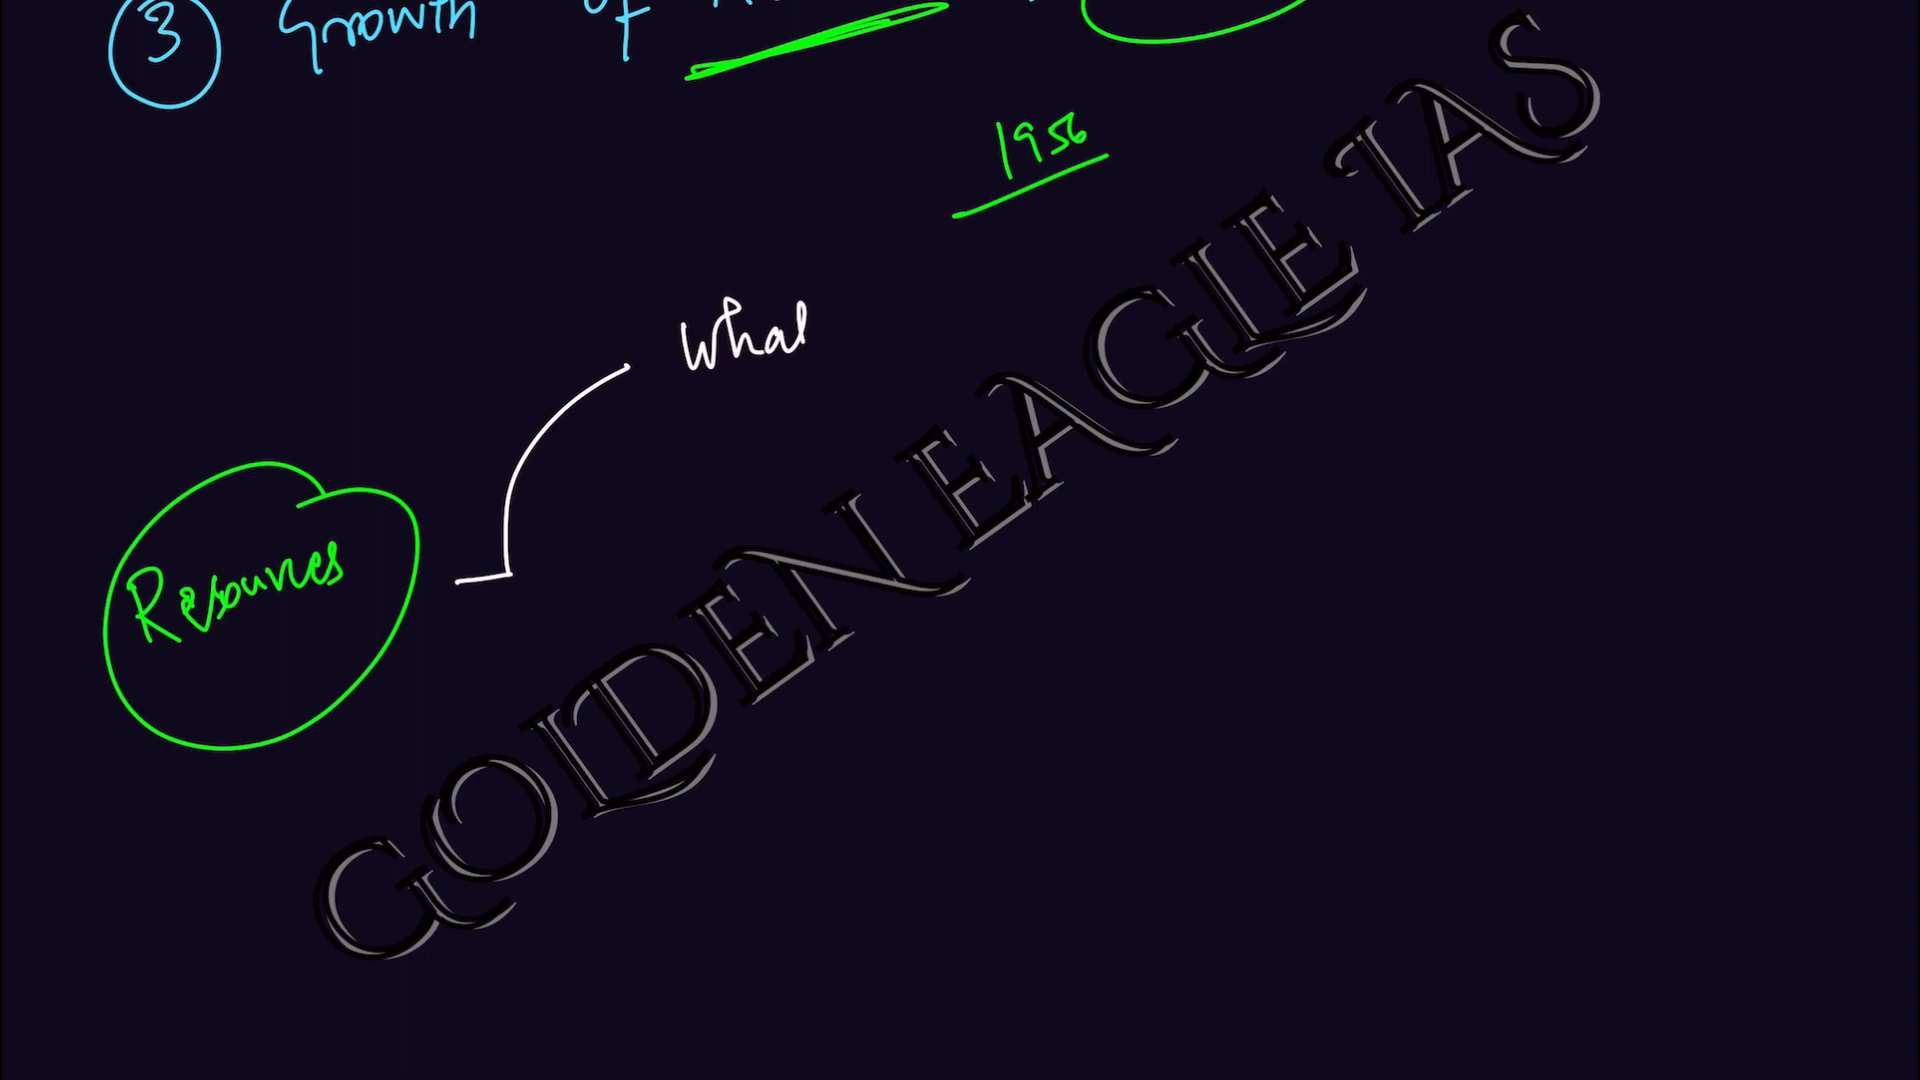 3 Growth of
1956
What
Resources
GOLDEN EAGLE IAS